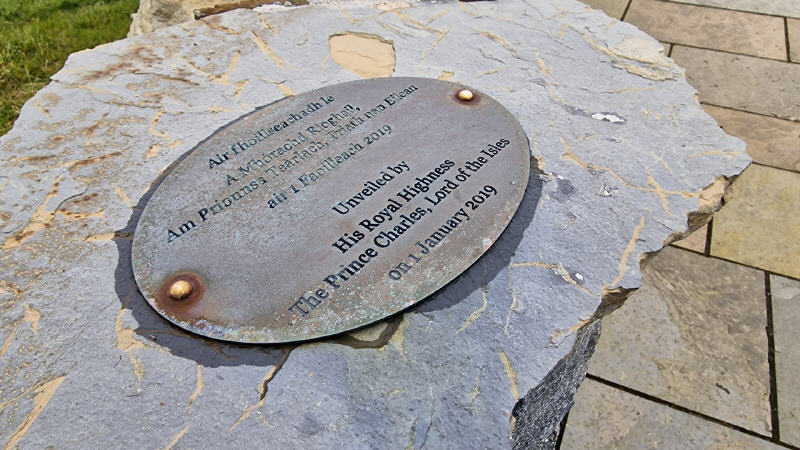 Air fhoillseachadh le
A Mhòrachd Rìoghail,
Am Prionnsa Teàrlach, Triath nan Eilean
an 1 Faoilleach 2019
Unveiled by
His Royal Highness
The Prince Charles, Lord of the Isles
on 1 January 2019